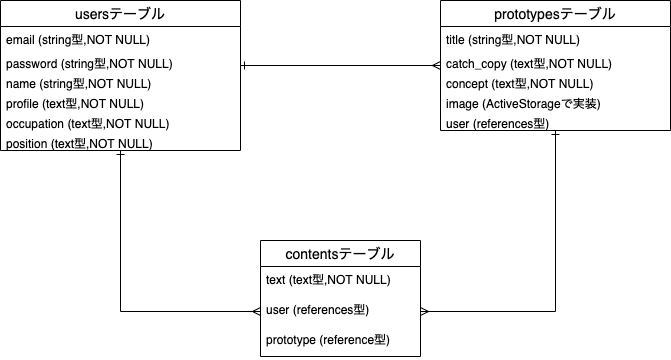 usersテーブル
email (string型,NOT NULL)
password (string型,NOT NULL)
name (string型,NOT NULL)
profile (text型,NOT NULL)
occupation (text型,NOT NULL)
position (text型,NOT NULL)
prototypesテーブル
title (string型,NOT NULL)
catch_copy (text型,NOT NULL)
concept (text型,NOT NULL)
image (ActiveStorageで実装)
user (references型)
contentsテーブル
text (text型,NOT NULL)
user (references型)
prototype (reference型)